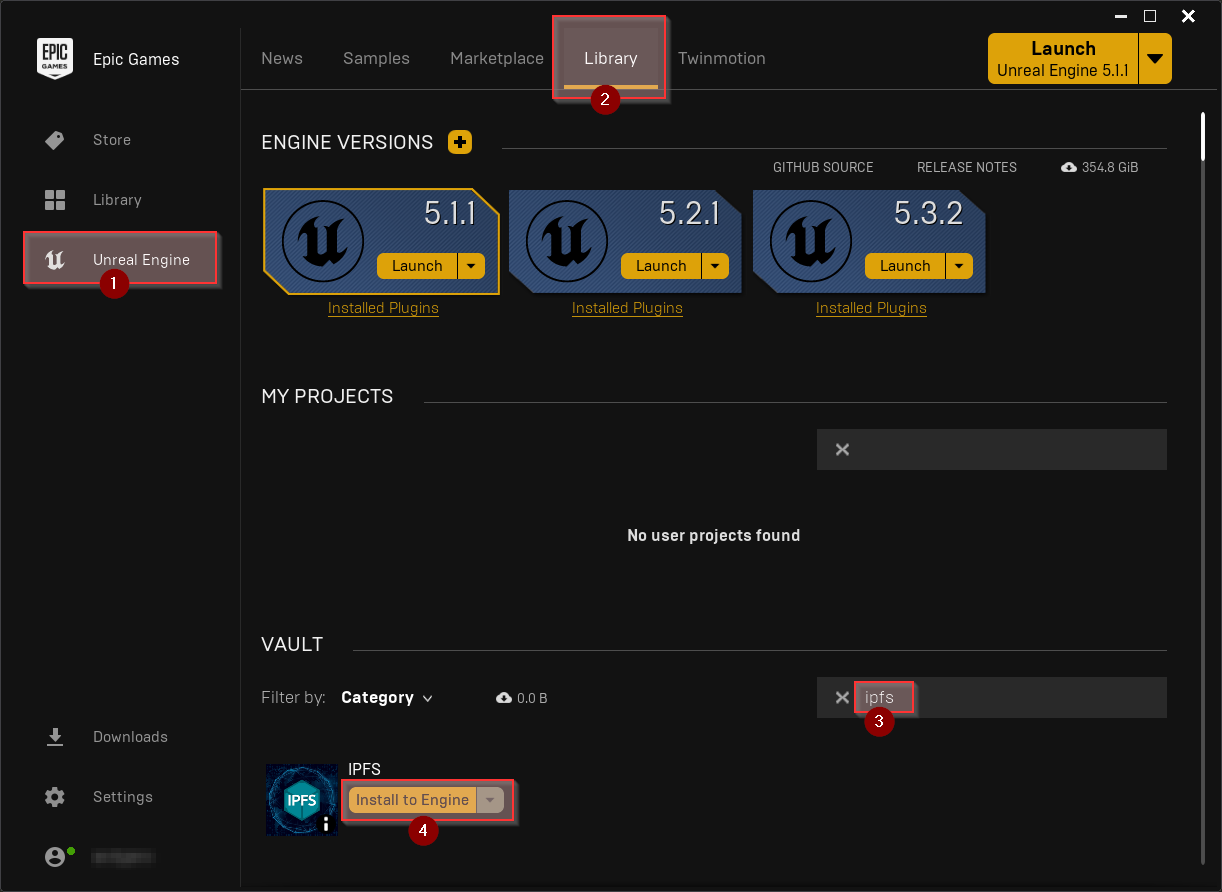 EPIC
GAMES
Epic Games
Store
Library
Unreal Engine
1
Downloads
Settings
News Samples Marketplace Library Twinmotion
2
Launch
Unreal Engine 5.1.1
ENGINE VERSIONS
GITHUB SOURCE RELEASE NOTES 354.8 GiB
5.1.1
Launch
Installed Plugins
5.2.1
Launch
Installed Plugins
5.3.2
Launch
Installed Plugins
MY PROJECTS
No user projects found
VAULT
Filter by: Category 0.0 B
ipfs
3
IPFS
IPFS
Install to Engine
4